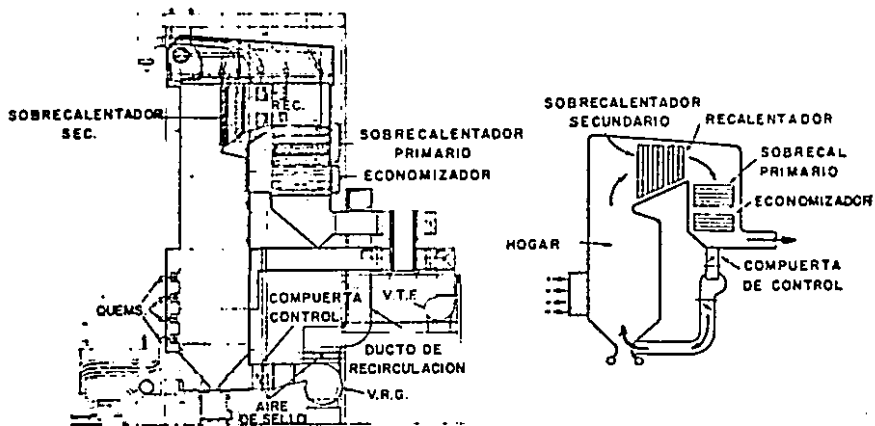 SOBRECALENTADOR
SEC.
REC.
SOBRECALENTADOR
PRIMARIO
ECONOMIZADOR
QUEMS
COMPUERTA
CONTROL
V.T.F.
DUCTO DE
RECIRCULACION
V.R.G.
AIRE
DE SELLO
SOBRECALENTADOR
SECUNDARIO
RECALENTADOR
SOBRECAL
PRIMARIO
ECONOMIZADOR
HOGAR
COMPUERTA
DE CONTROL